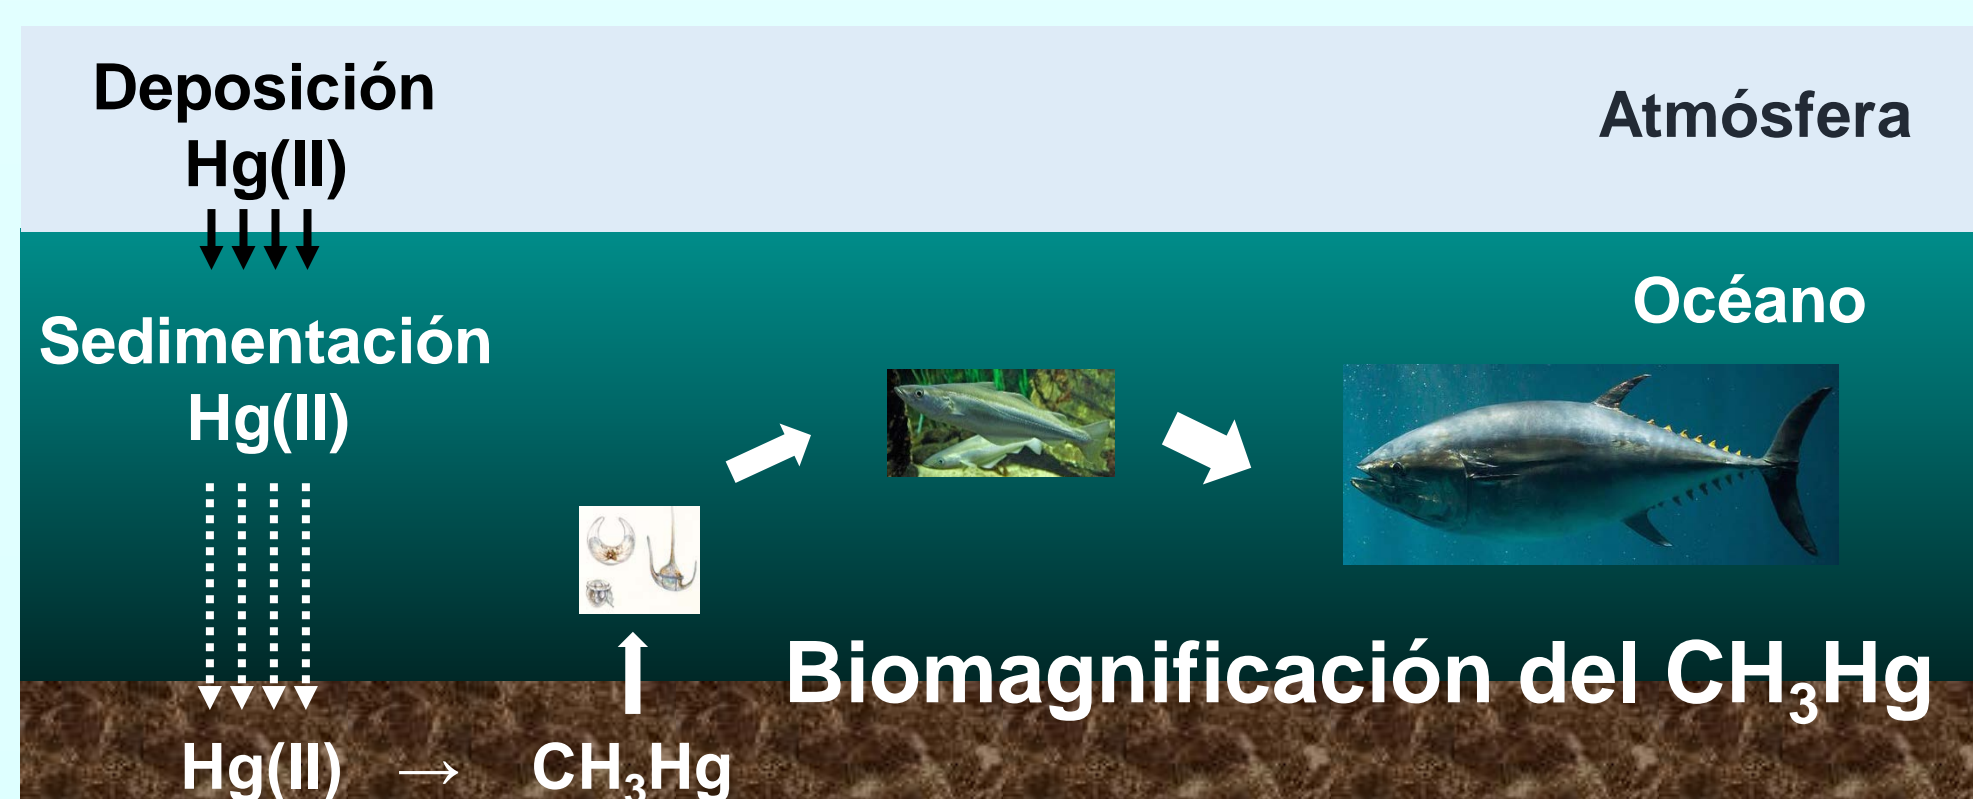 Deposición
Hg(II)
Atmósfera
Océano
Sedimentación
Hg(II)
Biomagnificación del CH₃Hg
Hg(II) → CH₃Hg